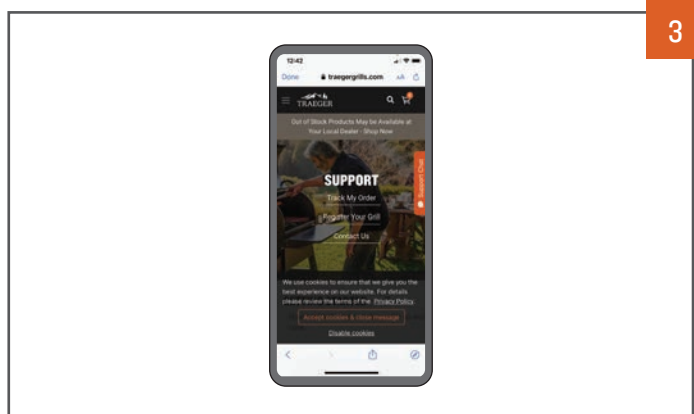 3
12:42
Done traegergrills.com AA
TRAEGER
Out of Stock Products May be Available at
Your Local Dealer - Shop Now
Support Chat
SUPPORT
Track My Order
Register Your Grill
Contact Us
We use cookies to ensure that we give you the
best experience on our website. For details
please review the terms of the Privacy Policy.
Accept cookies & close message
Disable cookies